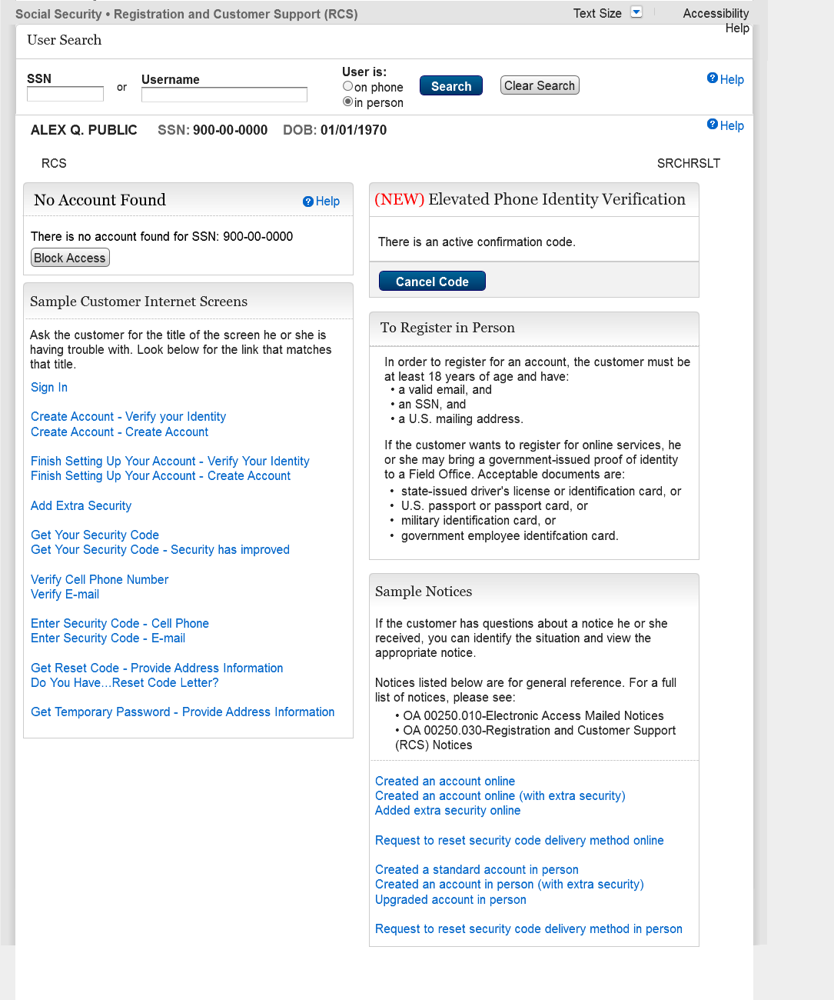 Social Security • Registration and Customer Support (RCS)
Text Size
Accessibility
Help
User Search
SSN
or
Username
User is:
on phone
in person
Search
Clear Search
Help
ALEX Q. PUBLIC SSN: 900-00-0000 DOB: 01/01/1970
Help
RCS
SRCHRSLT
No Account Found
Help
There is no account found for SSN: 900-00-0000
Block Access
Sample Customer Internet Screens
Ask the customer for the title of the screen he or she is
having trouble with. Look below for the link that matches
that title.
Sign In
Create Account - Verify your Identity
Create Account - Create Account
Finish Setting Up Your Account - Verify Your Identity
Finish Setting Up Your Account - Create Account
Add Extra Security
Get Your Security Code
Get Your Security Code - Security has improved
Verify Cell Phone Number
Verify E-mail
Enter Security Code - Cell Phone
Enter Security Code - E-mail
Get Reset Code - Provide Address Information
Do You Have...Reset Code Letter?
Get Temporary Password - Provide Address Information
(NEW) Elevated Phone Identity Verification
There is an active confirmation code.
Cancel Code
To Register in Person
In order to register for an account, the customer must be
at least 18 years of age and have:
• a valid email, and
• an SSN, and
• a U.S. mailing address.
If the customer wants to register for online services, he
or she may bring a government-issued proof of identity
to a Field Office. Acceptable documents are:
• state-issued driver's license or identification card, or
• U.S. passport or passport card, or
• military identification card, or
• government employee identifcation card.
Sample Notices
If the customer has questions about a notice he or she
received, you can identify the situation and view the
appropriate notice.
Notices listed below are for general reference. For a full
list of notices, please see:
• OA 00250.010-Electronic Access Mailed Notices
• OA 00250.030-Registration and Customer Support
(RCS) Notices
Created an account online
Created an account online (with extra security)
Added extra security online
Request to reset security code delivery method online
Created a standard account in person
Created an account in person (with extra security)
Upgraded account in person
Request to reset security code delivery method in person